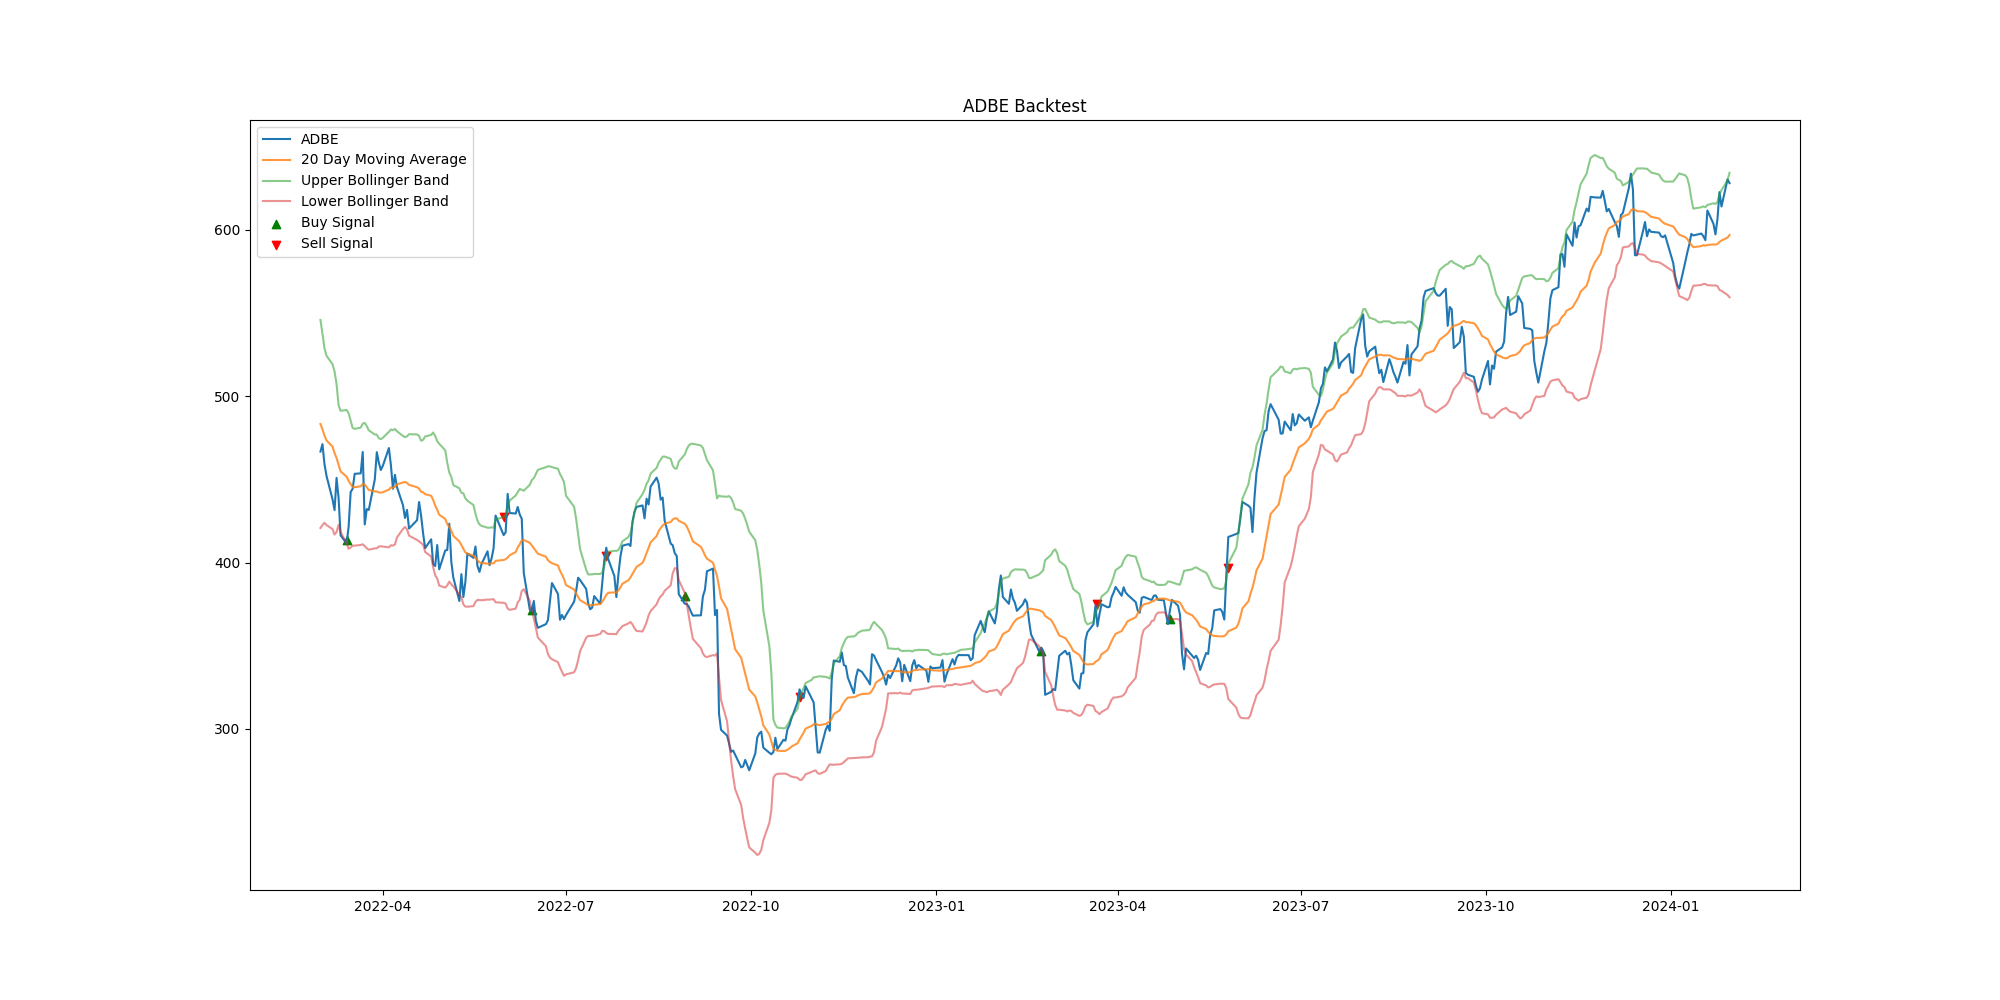 ADBE Backtest
ADBE
20 Day Moving Average
Upper Bollinger Band
Lower Bollinger Band
Buy Signal
Sell Signal
600
500
400
300
2022-04
2022-07
2022-10
2023-01
2023-04
2023-07
2023-10
2024-01